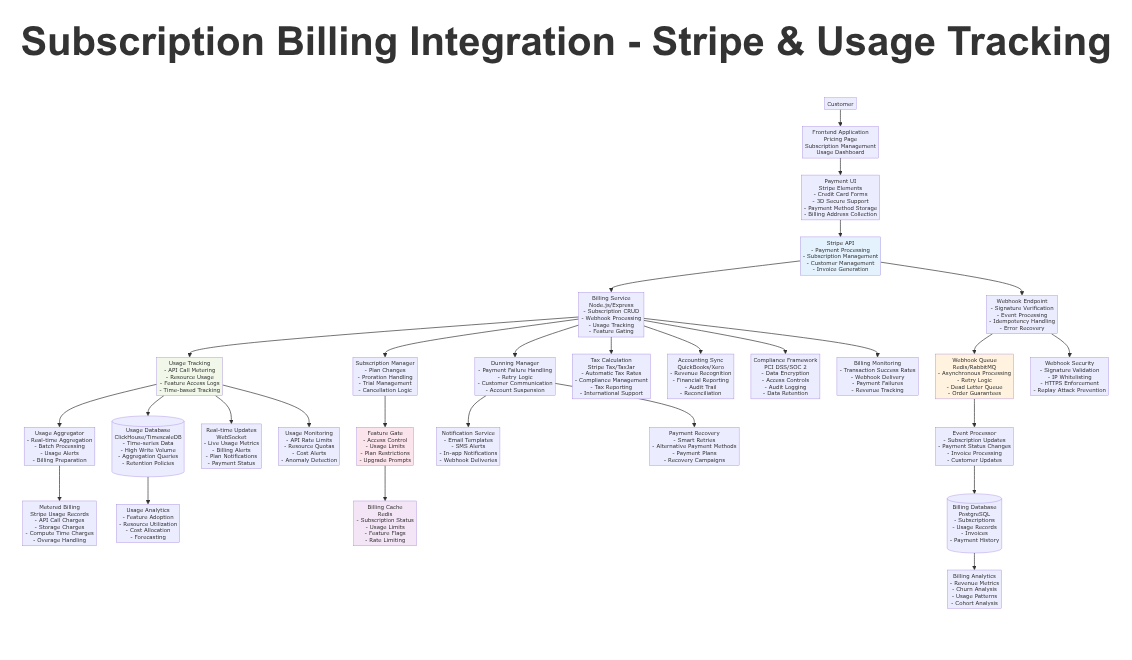 Subscription Billing Integration - Stripe & Usage Tracking
Customer
Frontend Application
Pricing Page
Subscription Management
Usage Dashboard
Payment UI
Stripe Elements
- Credit Card Forms
- 3D Secure Support
- Payment Method Storage
- Billing Address Collection
Stripe API
- Payment Processing
- Subscription Management
- Customer Management
- Invoice Generation
Billing Service
Node.js/Express
- Subscription CRUD
- Webhook Processing
- Usage Tracking
- Feature Gating
Webhook Endpoint
- Signature Verification
- Event Processing
- Idempotency Handling
- Error Recovery
Usage Tracking
- API Call Metering
- Resource Usage
- Feature Access Logs
- Time-based Tracking
Subscription Manager
- Plan Changes
- Proration Handling
- Trial Management
- Cancellation Logic
Dunning Manager
- Payment Failure Handling
- Retry Logic
- Customer Communication
- Account Suspension
Tax Calculation
Stripe Tax/TaxJar
- Automatic Tax Rates
- Compliance Management
- Tax Reporting
- International Support
Accounting Sync
QuickBooks/Xero
- Revenue Recognition
- Financial Reporting
- Audit Trail
- Reconciliation
Compliance Framework
PCI DSS/SOC 2
- Data Encryption
- Access Controls
- Audit Logging
- Data Retention
Billing Monitoring
- Transaction Success Rates
- Webhook Delivery
- Payment Failures
- Revenue Tracking
Webhook Queue
Redis/RabbitMQ
- Asynchronous Processing
- Retry Logic
- Dead Letter Queue
- Order Guarantees
Webhook Security
- Signature Validation
- IP Whitelisting
- HTTPS Enforcement
- Replay Attack Prevention
Usage Aggregator
- Real-time Aggregation
- Batch Processing
- Usage Alerts
- Billing Preparation
Usage Database
ClickHouse/TimescaleDB
- Time-series Data
- High Write Volume
- Aggregation Queries
- Retention Policies
Real-time Updates
WebSocket
- Live Usage Metrics
- Billing Alerts
- Plan Notifications
- Payment Status
Usage Monitoring
- API Rate Limits
- Resource Quotas
- Cost Alerts
- Anomaly Detection
Feature Gate
- Access Control
- Usage Limits
- Plan Restrictions
- Upgrade Prompts
Notification Service
- Email Templates
- SMS Alerts
- In-app Notifications
- Webhook Deliveries
Payment Recovery
- Smart Retries
- Alternative Payment Methods
- Payment Plans
- Recovery Campaigns
Event Processor
- Subscription Updates
- Payment Status Changes
- Invoice Processing
- Customer Updates
Metered Billing
Stripe Usage Records
- API Call Charges
- Storage Charges
- Compute Time Charges
- Overage Handling
Usage Analytics
- Feature Adoption
- Resource Utilization
- Cost Allocation
- Forecasting
Billing Cache
Redis
- Subscription Status
- Usage Limits
- Feature Flags
- Rate Limiting
Billing Database
PostgreSQL
- Subscriptions
- Usage Records
- Invoices
- Payment History
Billing Analytics
- Revenue Metrics
- Churn Analysis
- Usage Patterns
- Cohort Analysis